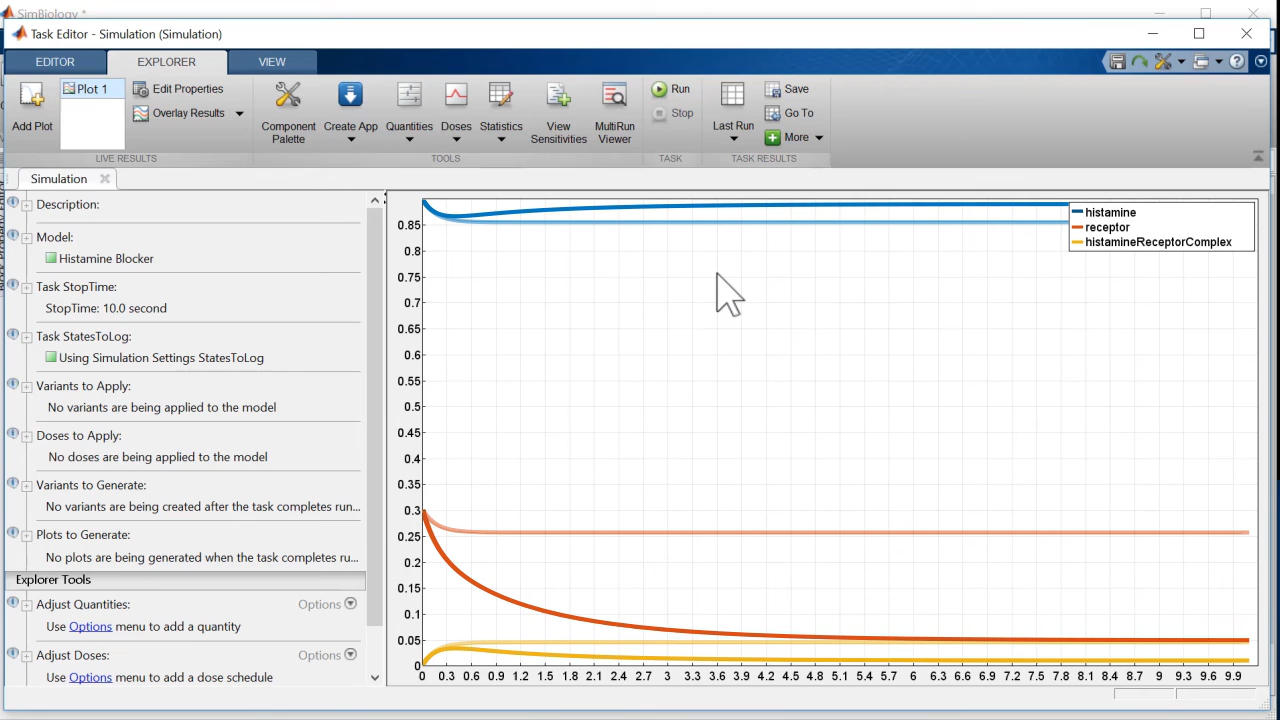 SimBiology *
Task Editor - Simulation (Simulation)
EDITOR
EXPLORER
VIEW
Add Plot
Plot 1
Edit Properties
Overlay Results
LIVE RESULTS
Component
Palette
Create App
Quantities
Doses
Statistics
View
Sensitivities
MultiRun
Viewer
TOOLS
Run
Stop
TASK
Last Run
Save
Go To
More
TASK RESULTS
Simulation
Description:
Model:
Histamine Blocker
Task StopTime:
StopTime: 10.0 second
Task StatesToLog:
Using Simulation Settings StatesToLog
Variants to Apply:
No variants are being applied to the model
Doses to Apply:
No doses are being applied to the model
Variants to Generate:
No variants are being created after the task completes run...
Plots to Generate:
No plots are being generated when the task completes ru...
Explorer Tools
Adjust Quantities: Options
Use Options menu to add a quantity
Adjust Doses: Options
Use Options menu to add a dose schedule
histamine
receptor
histamineReceptorComplex
0.85
0.8
0.75
0.7
0.65
0.6
0.55
0.5
0.45
0.4
0.35
0.3
0.25
0.2
0.15
0.1
0.05
0
0 0.3 0.6 0.9 1.2 1.5 1.8 2.1 2.4 2.7 3 3.3 3.6 3.9 4.2 4.5 4.8 5.1 5.4 5.7 6 6.3 6.6 6.9 7.2 7.5 7.8 8.1 8.4 8.7 9 9.3 9.6 9.9